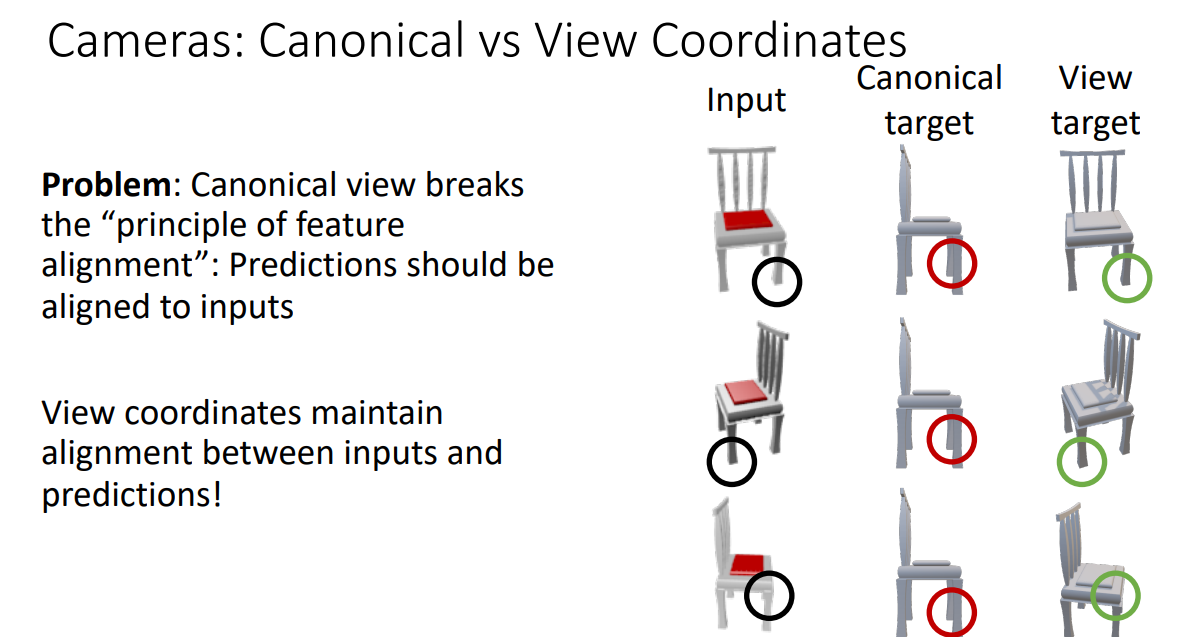 Cameras: Canonical vs View Coordinates
Input
Canonical
target
View
target
Problem: Canonical view breaks
the “principle of feature
alignment”: Predictions should be
aligned to inputs
View coordinates maintain
alignment between inputs and
predictions!